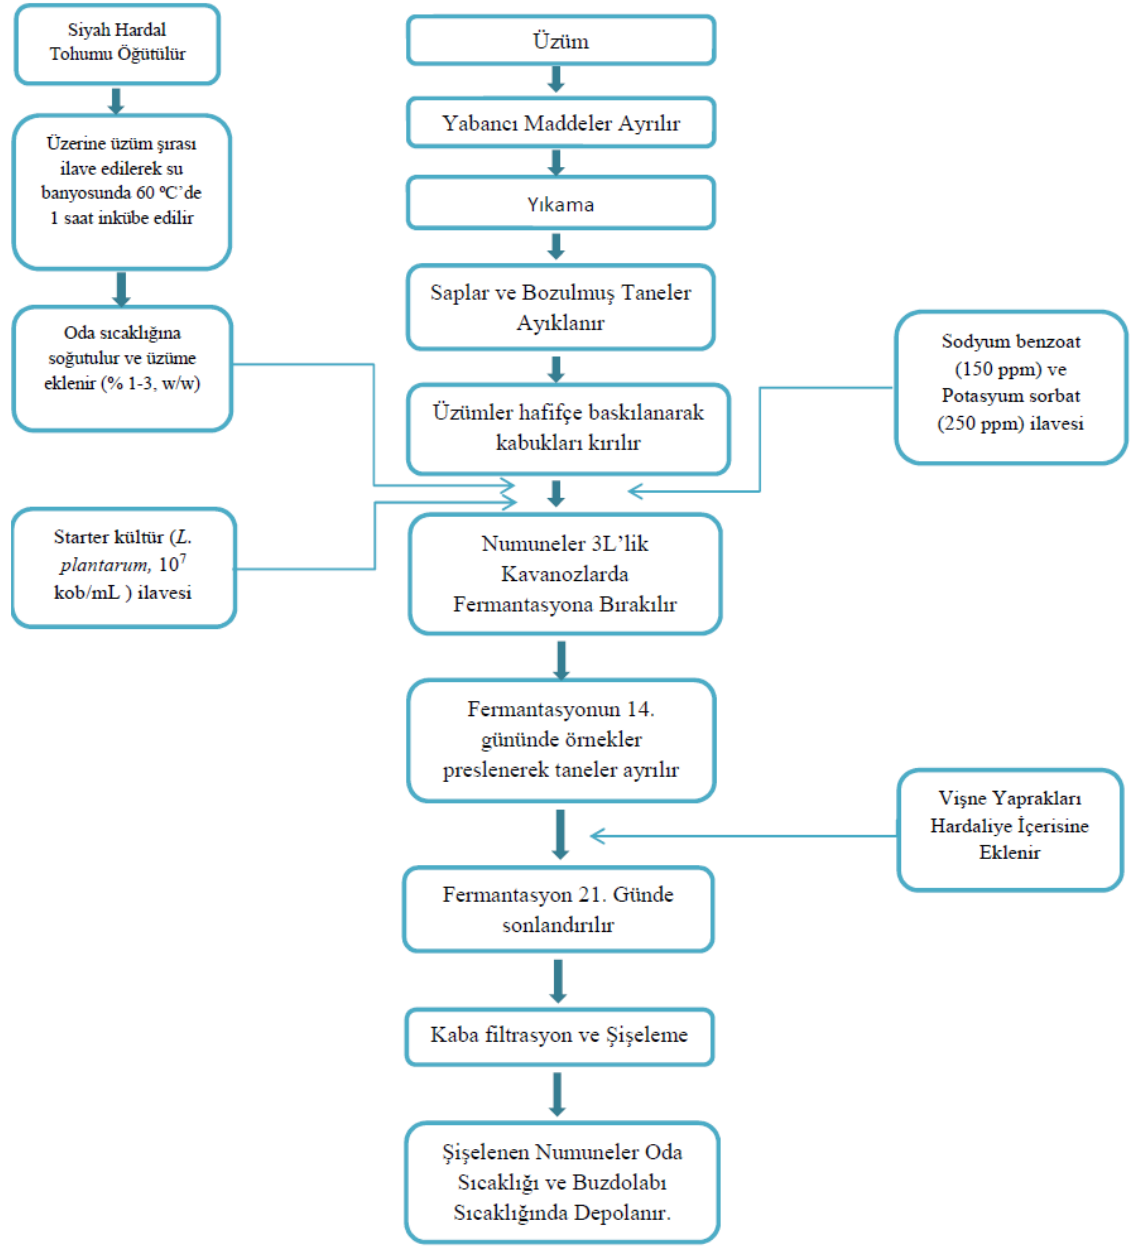 Siyah Hardal
Tohumu Öğütülür
Üzerine üzüm şırası
ilave edilerek su
banyosunda 60 ºC'de
1 saat inkübe edilir
Oda sıcaklığına
soğutulur ve üzüme
eklenir (% 1-3, w/w)
Starter kültür (L.
plantarum, 10⁷
kob/mL ) ilavesi
Üzüm
Yabancı Maddeler Ayrılır
Yıkama
Saplar ve Bozulmuş Taneler
Ayıklanır
Üzümler hafifçe baskılanarak
kabukları kırılır
Sodyum benzoat
(150 ppm) ve
Potasyum sorbat
(250 ppm) ilavesi
Numuneler 3L'lik
Kavanozlarda
Fermantasyona Bırakılır
Fermantasyonun 14.
gününde örnekler
preslenerek taneler ayrılır
Vişne Yaprakları
Hardaliye İçerisine
Eklenir
Fermantasyon 21. Günde
sonlandırılır
Kaba filtrasyon ve Şişeleme
Şişelenen Numuneler Oda
Sıcaklığı ve Buzdolabı
Sıcaklığında Depolanır.